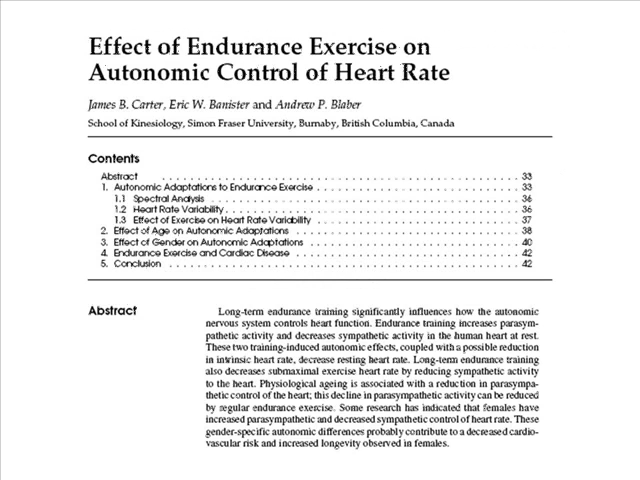 Effect of Endurance Exercise on
Autonomic Control of Heart Rate
James B. Carter, Eric W. Banister and Andrew P. Blaber
School of Kinesiology, Simon Fraser University, Burnaby, British Columbia, Canada
Contents
Abstract . . . . . . . . . . . . . . . . . . . . . . . . . . . . . . 33
1. Autonomic Adaptations to Endurance Exercise . . . . . . . . . . . . . . . 33
1.1 Spectral Analysis . . . . . . . . . . . . . . . . . . . . . . . . . 36
1.2 Heart Rate Variability . . . . . . . . . . . . . . . . . . . . . . . . 36
1.3 Effect of Exercise on Heart Rate Variability . . . . . . . . . . . . . . . 37
2. Effect of Age on Autonomic Adaptations . . . . . . . . . . . . . . . . . 38
3. Effect of Gender on Autonomic Adaptations . . . . . . . . . . . . . . . . 40
4. Endurance Exercise and Cardiac Disease . . . . . . . . . . . . . . . . . 42
5. Conclusion . . . . . . . . . . . . . . . . . . . . . . . . . . . . . 42
Abstract
Long-term endurance training significantly influences how the autonomic
nervous system controls heart function. Endurance training increases parasym-
pathetic activity and decreases sympathetic activity in the human heart at rest.
These two training-induced autonomic effects, coupled with a possible reduction
in intrinsic heart rate, decrease resting heart rate. Long-term endurance training
also decreases submaximal exercise heart rate by reducing sympathetic activity
to the heart. Physiological ageing is associated with a reduction in parasympa-
thetic control of the heart; this decline in parasympathetic activity can be reduced
by regular endurance exercise. Some research has indicated that females have
increased parasympathetic and decreased sympathetic control of heart rate. These
gender-specific autonomic differences probably contribute to a decreased cardio-
vascular risk and increased longevity observed in females.